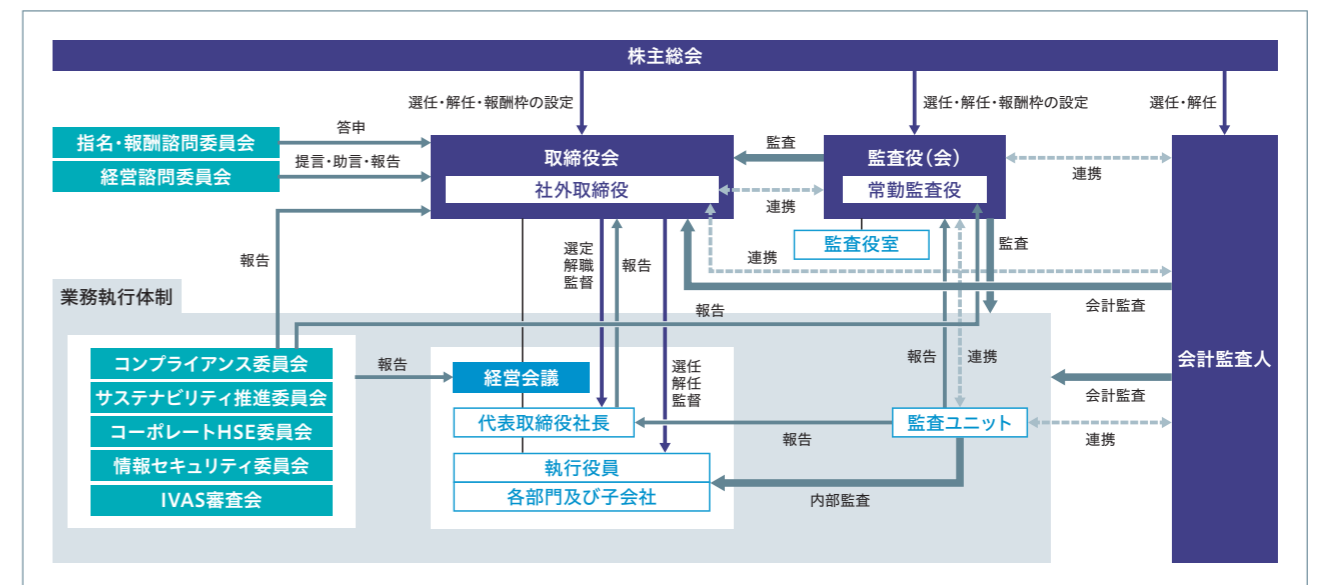 株主総会
選任・解任・報酬枠の設定
選任・解任・報酬枠の設定
選任・解任
指名・報酬諮問委員会
答申
経営諮問委員会
提言・助言・報告
取締役会
社外取締役
監査
監査役（会）
常勤監査役
連携
連携
監査役室
報告
選定
解職
監督
報告
連携
監査
会計監査
業務執行体制
報告
会計監査人
コンプライアンス委員会
サステナビリティ推進委員会
コーポレートHSE委員会
情報セキュリティ委員会
IVAS審査会
報告
経営会議
選任
解任
監督
報告
連携
会計監査
代表取締役社長
報告
監査ユニット
連携
執行役員
各部門及び子会社
内部監査